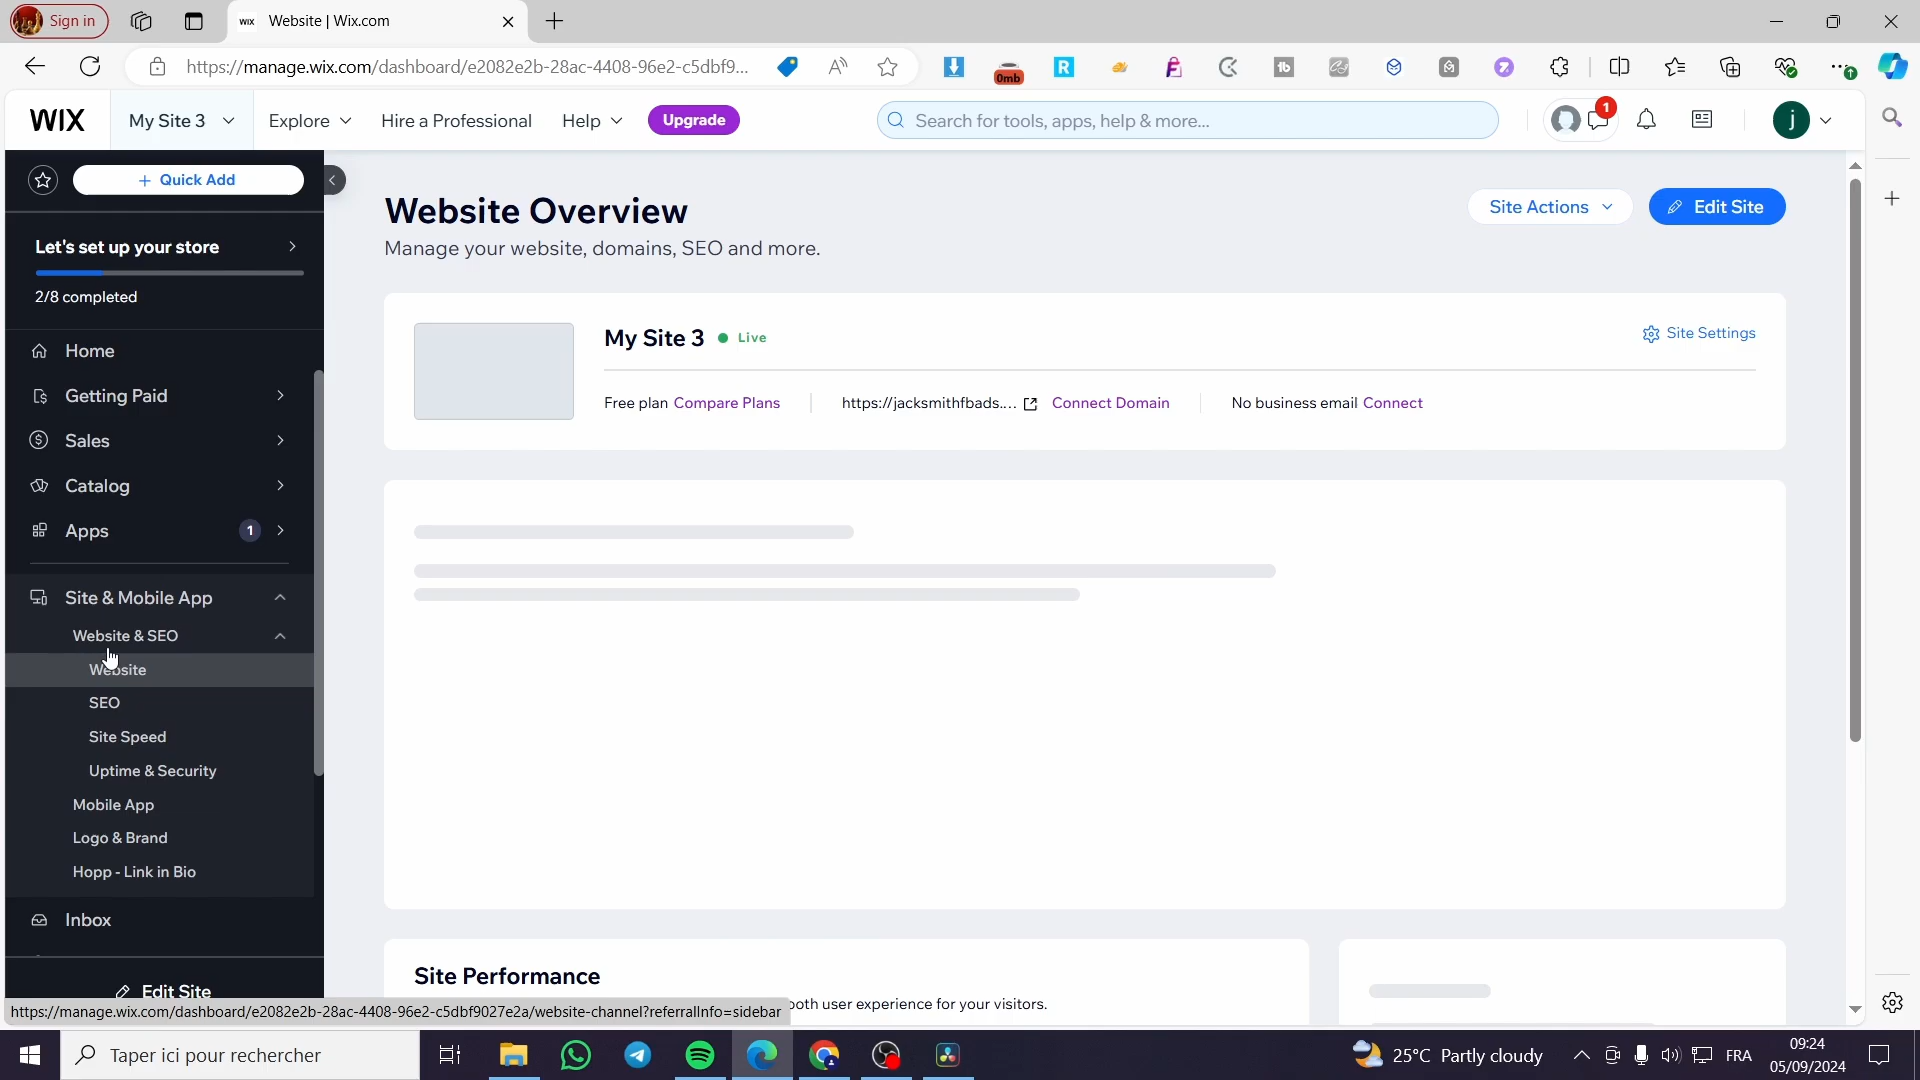 Sign in
WIX
Website | Wix.com
https://manage.wix.com/dashboard/e2082e2b-28ac-4408-96e2-c5dbf9...
0mb
R
tb
WIX
My Site 3
Explore
Hire a Professional
Help
Upgrade
Search for tools, apps, help & more...
1
j
Quick Add
Let's set up your store
2/8 completed
Home
Getting Paid
Sales
Catalog
Apps
1
Site & Mobile App
Website & SEO
Website
SEO
Site Speed
Uptime & Security
Mobile App
Logo & Brand
Hopp - Link in Bio
Inbox
Edit Site
Website Overview
Manage your website, domains, SEO and more.
Site Actions
Edit Site
My Site 3
Live
Site Settings
Free plan Compare Plans
https://jacksmithfbads.... Connect Domain
No business email Connect
Site Performance
ooth user experience for your visitors.
https://manage.wix.com/dashboard/e2082e2b-28ac-4408-96e2-c5dbf9027e2a/website-channel?referralInfo=sidebar
Taper ici pour rechercher
25°C Partly cloudy
FRA
09:24
05/09/2024